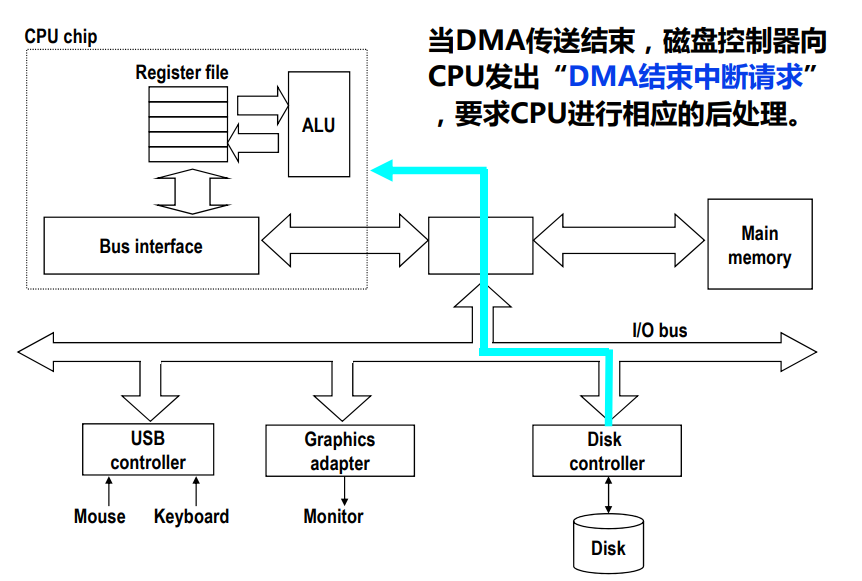 当DMA传送结束，磁盘控制器向
CPU发出“DMA结束中断请求”
，要求CPU进行相应的后处理。
CPU chip
Register file
ALU
Bus interface
Main
memory
I/O bus
USB
controller
Graphics
adapter
Disk
controller
Mouse
Keyboard
Monitor
Disk